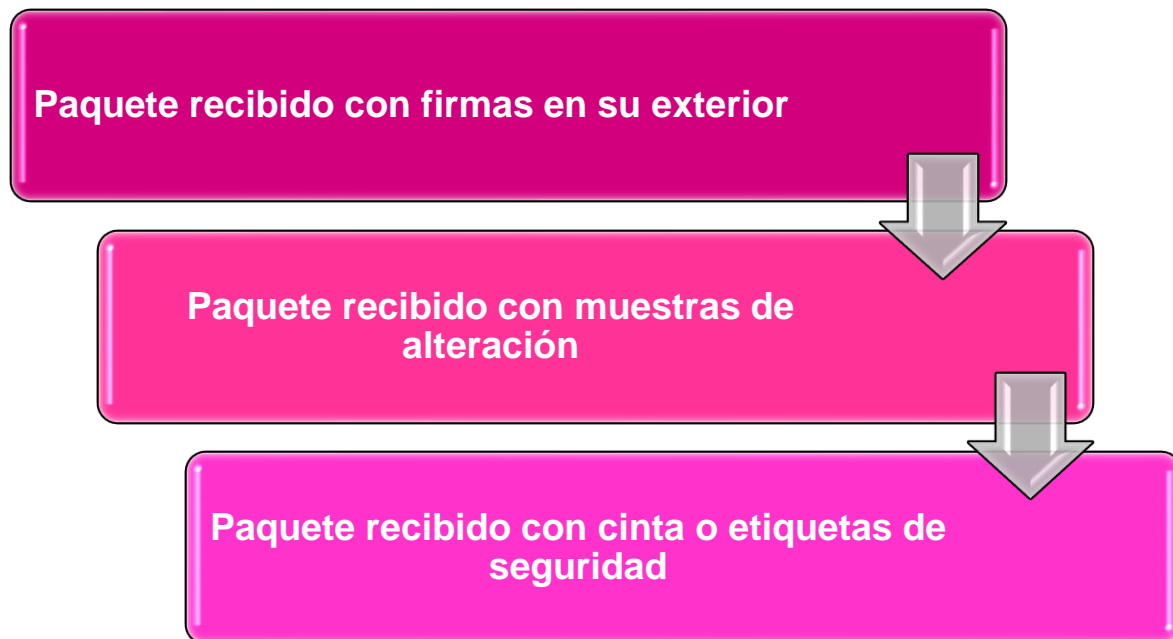 Paquete recibido con firmas en su exterior
Paquete recibido con muestras de
alteración
Paquete recibido con cinta o etiquetas de
seguridad